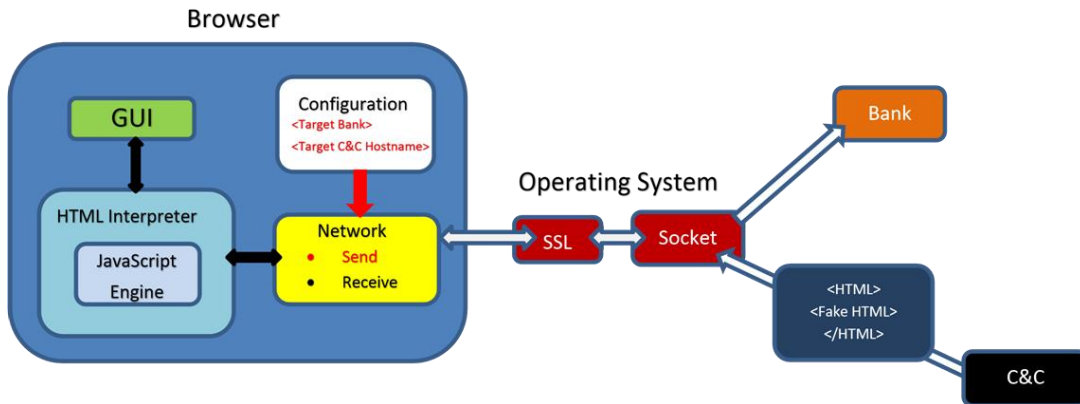 Browser
GUI
Configuration
<Target Bank>
<Target C&C Hostname>
HTML Interpreter
JavaScript
Engine
Network
• Send
• Receive
Operating System
SSL
Socket
Bank
<HTML>
<Fake HTML>
</HTML>
C&C